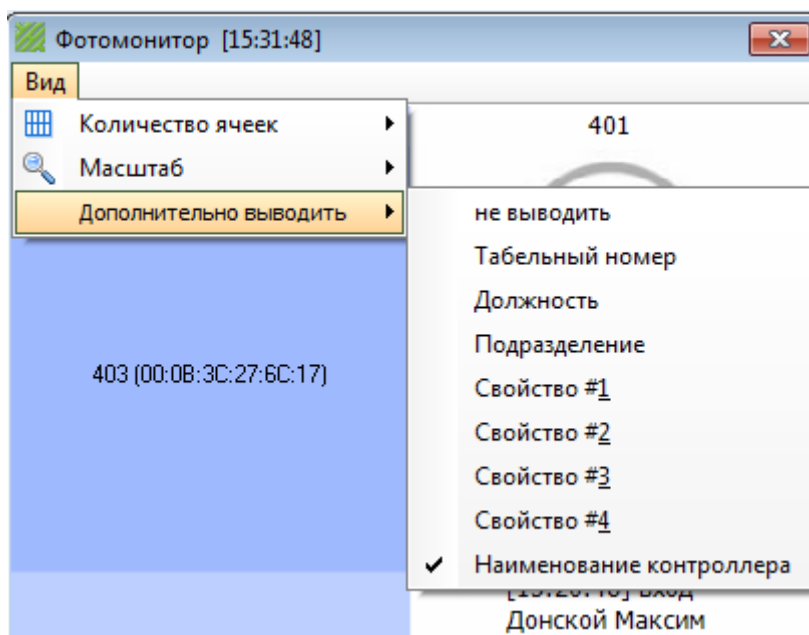 Фотомонитор [15:31:48]
Вид
Количество ячеек
Масштаб
Дополнительно выводить
401
не выводить
Табельный номер
Должность
Подразделение
Свойство #1
Свойство #2
Свойство #3
Свойство #4
Наименование контроллера
403 (00:0B:3C:27:6C:17)
Вход
Донской Максим